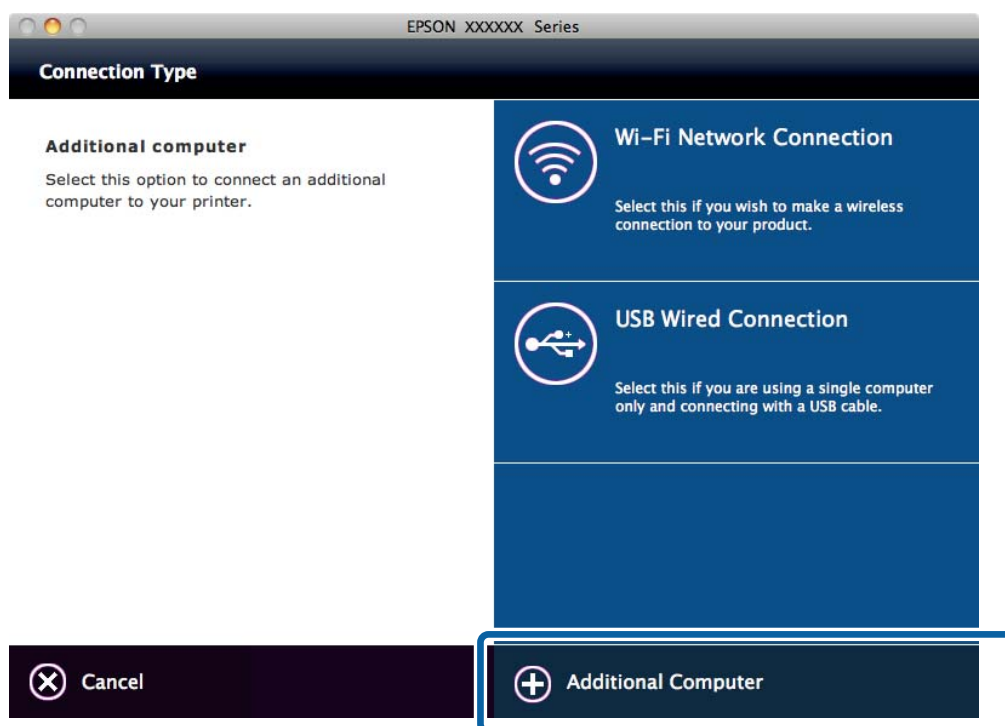 EPSON XXXXXX Series
Connection Type
Additional computer
Select this option to connect an additional
computer to your printer.
Wi-Fi Network Connection
Select this if you wish to make a wireless
connection to your product.
USB Wired Connection
Select this if you are using a single computer
only and connecting with a USB cable.
Cancel
Additional Computer